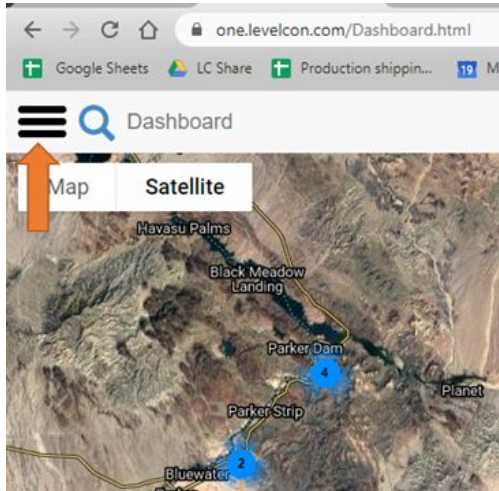 one.levelcon.com/Dashboard.html
Google Sheets LC Share Production shippin... 19 M
Dashboard
Map Satellite
Havasu Palms
Black Meadow
Landing
Parker Dam
4
Planet
Parker Strip
2
Bluewater